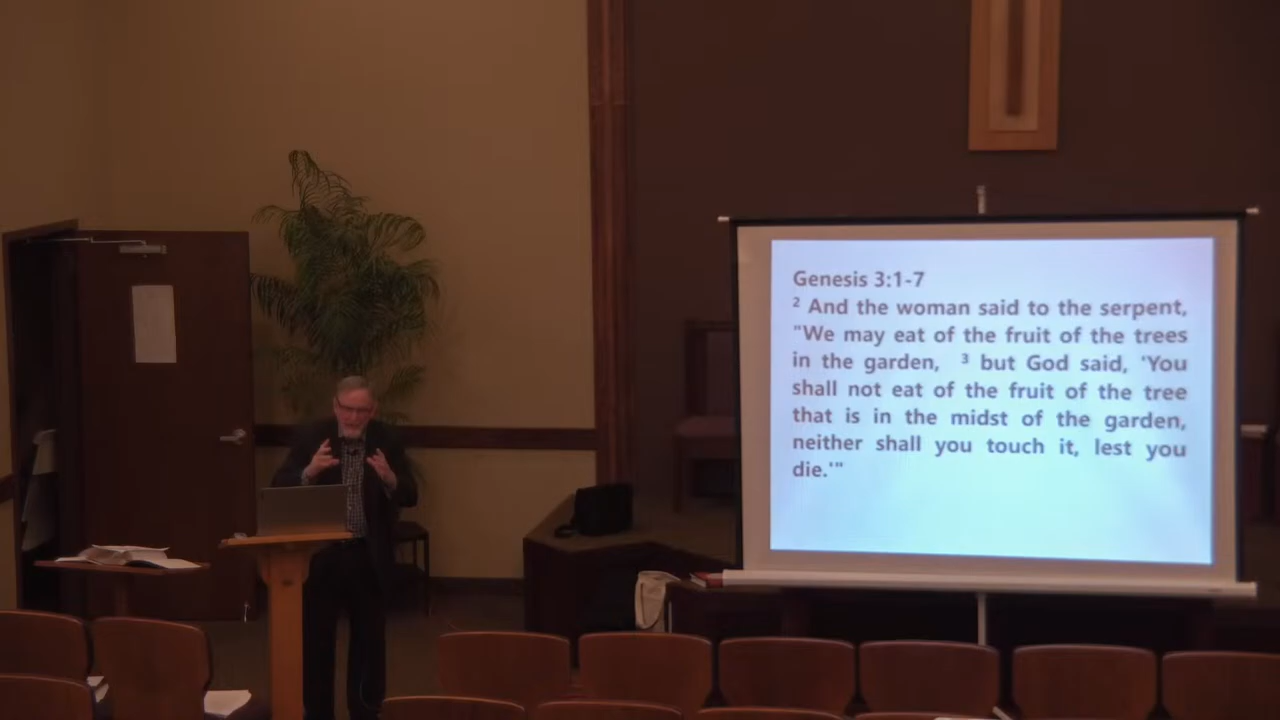 Genesis 3:1-7
² And the woman said to the serpent,
"We may eat of the fruit of the trees
in the garden, ³ but God said, 'You
shall not eat of the fruit of the tree
that is in the midst of the garden,
neither shall you touch it, lest you
die.'"